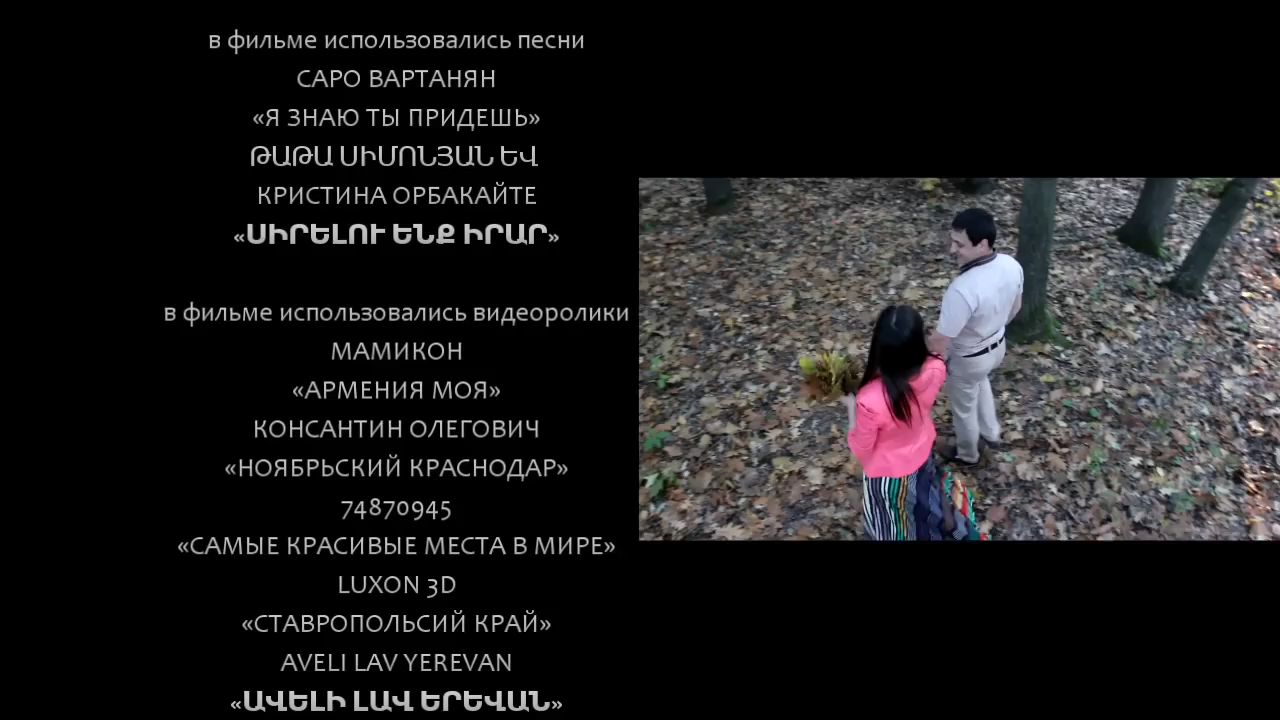 в фильме использовались песни
САРО ВАРТАНЯН
«Я ЗНАЮ ТЫ ПРИДЕШЬ»
ԹԱԹԱ ՍԻՄՈՆՅԱՆ ԵՎ
КРИСТИНА ОРБАКАЙТЕ
«ՍԻՐԵԼՈՒ ԵՆՔ ԻՐԱՐ»
в фильме использовались видеоролики
МАМИКОН
«АРМЕНИЯ МОЯ»
КОНСАНТИН ОЛЕГОВИЧ
«НОЯБРЬСКИЙ КРАСНОДАР»
74870945
«САМЫЕ КРАСИВЫЕ МЕСТА В МИРЕ»
LUXON 3D
«СТАВРОПОЛЬСИЙ КРАЙ»
AVELI LAV YEREVAN
«ԱՎԵԼԻ ԼԱՎ ԵՐԵՎԱՆ»